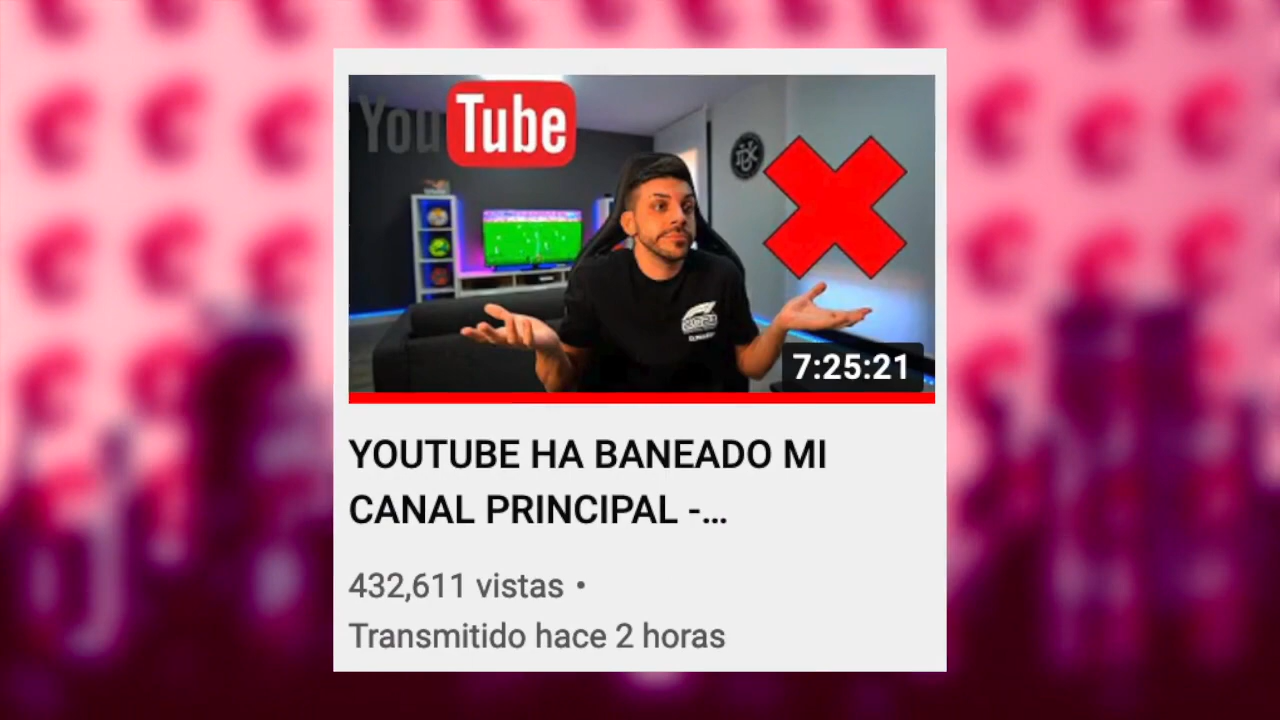 YouTube
7:25:21
YOUTUBE HA BANEADO MI
CANAL PRINCIPAL -...
432,611 vistas •
Transmitido hace 2 horas